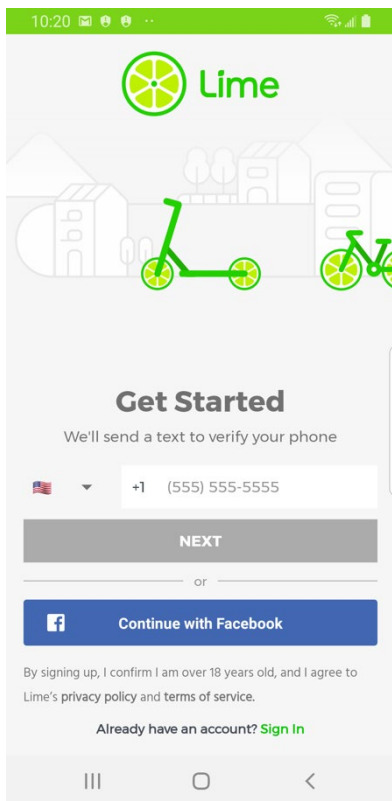 10:20
Lime
Get Started
We'll send a text to verify your phone
+1 (555) 555-5555
NEXT
or
Continue with Facebook
By signing up, I confirm I am over 18 years old, and I agree to
Lime's privacy policy and terms of service.
Already have an account? Sign In